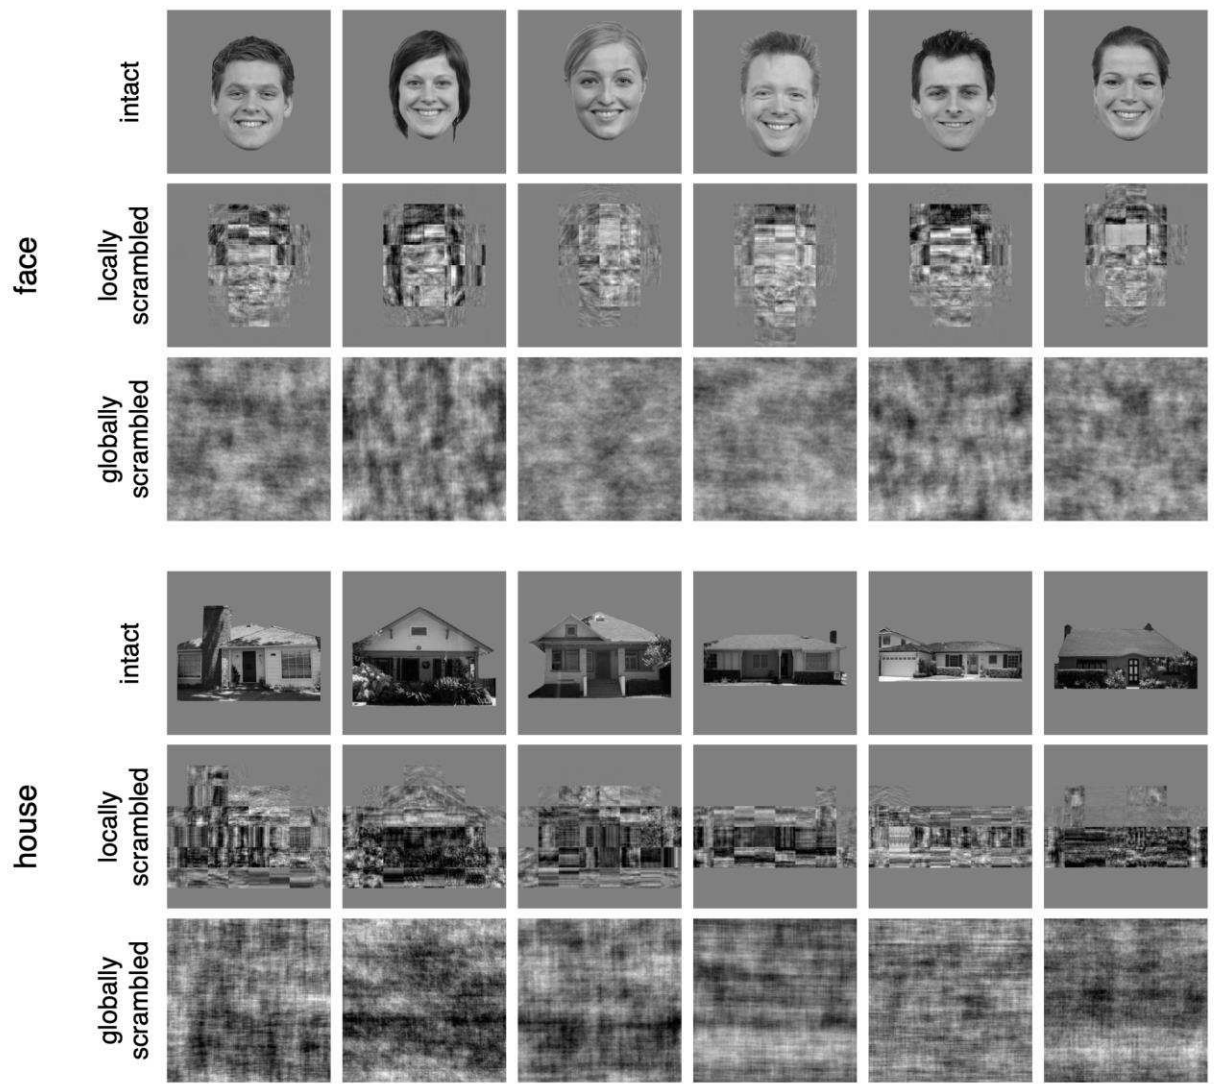 face
intact
locally
scrambled
globally
scrambled
house
intact
locally
scrambled
globally
scrambled